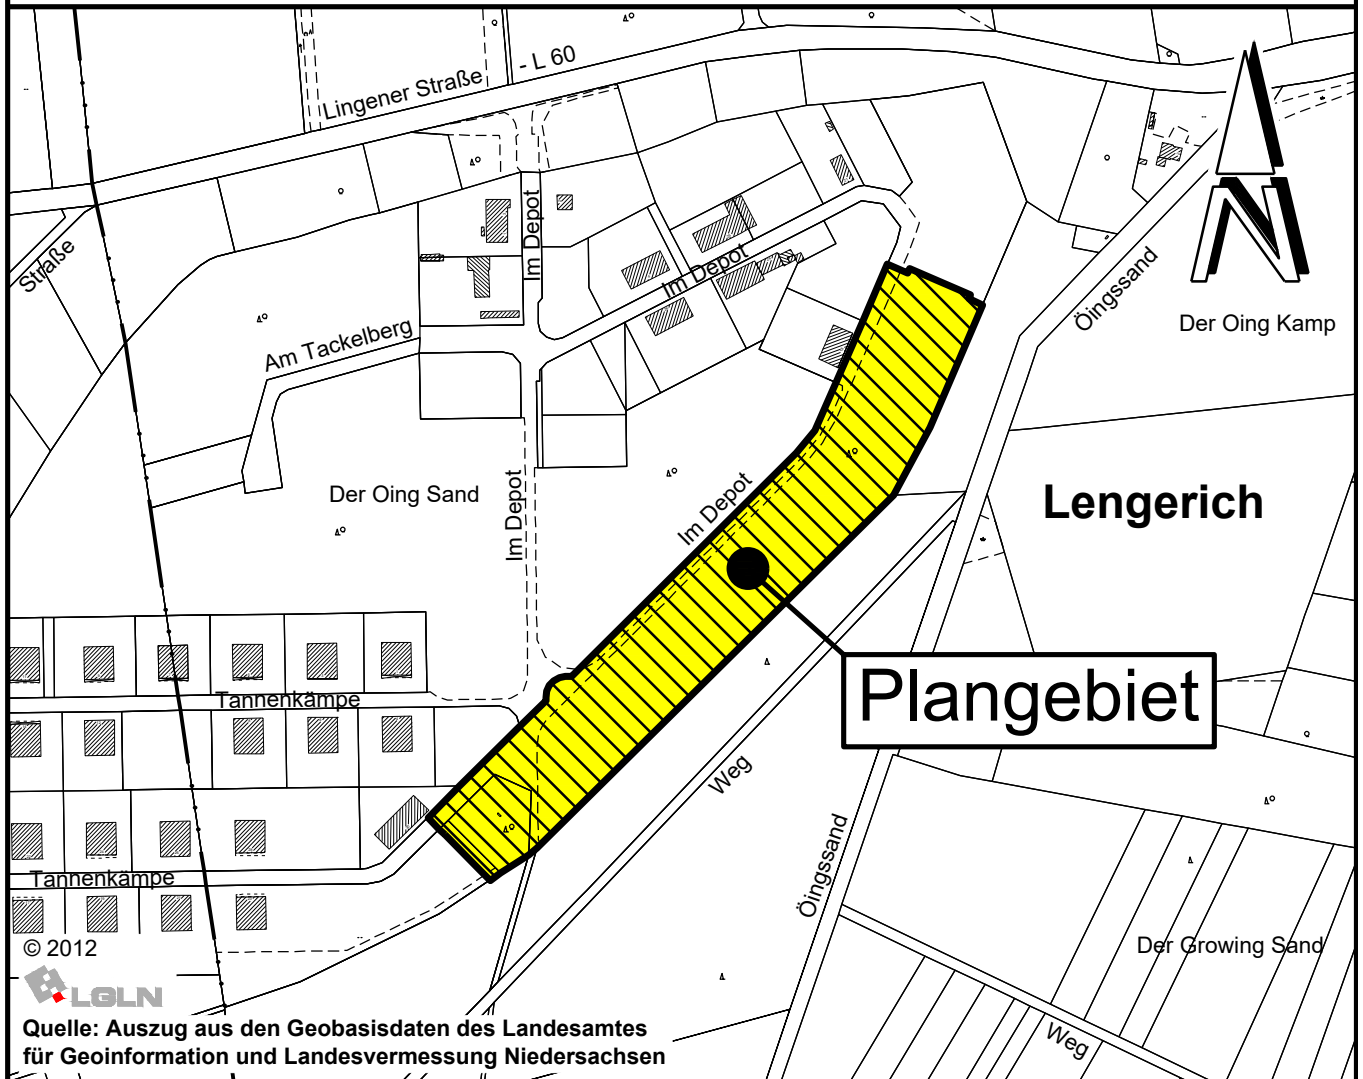 Lingener Straße - L 60
Straße
Im Depot
Im Depot
Öingssand
Der Oing Kamp
Am Tackelberg
Der Oing Sand
Im Depot
Im Depot
Lengerich
Plangebiet
Tannenkämpe
Weg
Öingssand
Tannenkämpe
Der Growing Sand
Weg
N
© 2012
LGLN
Quelle: Auszug aus den Geobasisdaten des Landesamtes
für Geoinformation und Landesvermessung Niedersachsen